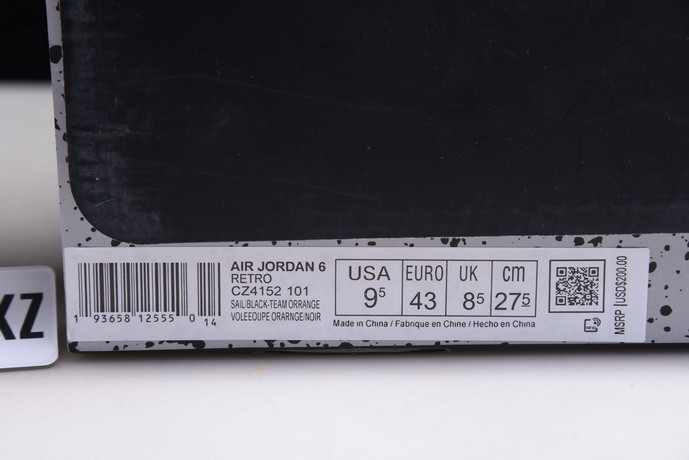 KZ
AIR JORDAN 6
RETRO
CZ4152 101
SAIL/BLACK-TEAM ORRANGE
VOLEEOUPE ORARNGE/NOIR
1 93658 12555 0 14
USA EURO UK cm
9⁵ 43 8⁵ 27⁵
Made in China / Fabrique en Chine / Hecho en China
MSRP |USD$200.00